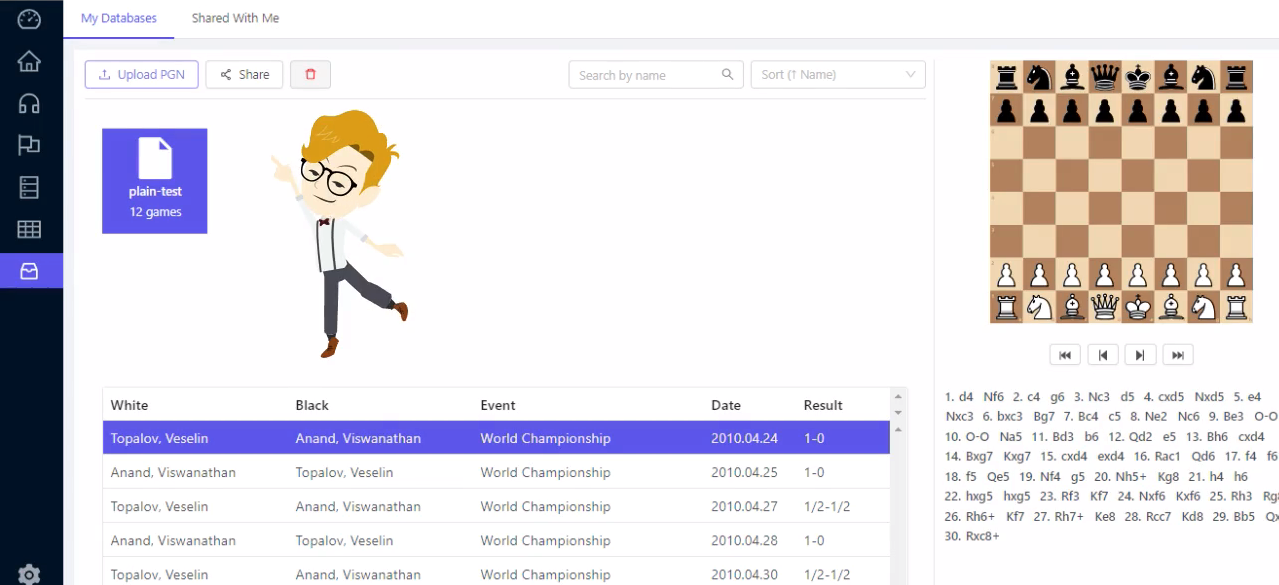 My Databases Shared With Me
Upload PGN Share Search by name Sort (↑ Name)
plain-test
12 games
White Black Event Date Result
Topalov, Veselin Anand, Viswanathan World Championship 2010.04.24 1-0
Anand, Viswanathan Topalov, Veselin World Championship 2010.04.25 1-0
Topalov, Veselin Anand, Viswanathan World Championship 2010.04.27 1/2-1/2
Anand, Viswanathan Topalov, Veselin World Championship 2010.04.28 1-0
Topalov, Veselin Anand, Viswanathan World Championship 2010.04.30 1/2-1/2
1. d4 Nf6 2. c4 g6 3. Nc3 d5 4. cxd5 Nxd5 5. e4
Nxc3 6. bxc3 Bg7 7. Bc4 c5 8. Ne2 Nc6 9. Be3 O-O
10. O-O Na5 11. Bd3 b6 12. Qd2 e5 13. Bh6 cxd4
14. Bxg7 Kxg7 15. cxd4 exd4 16. Rac1 Qd6 17. f4 f6
18. f5 Qe5 19. Nf4 g5 20. Nh5+ Kg8 21. h4 h6
22. hxg5 hxg5 23. Rf3 Kf7 24. Nxf6 Kxf6 25. Rh3
26. Rh6+ Kf7 27. Rh7+ Ke8 28. Rcc7 Kd8 29. Bb5
30. Rxc8+